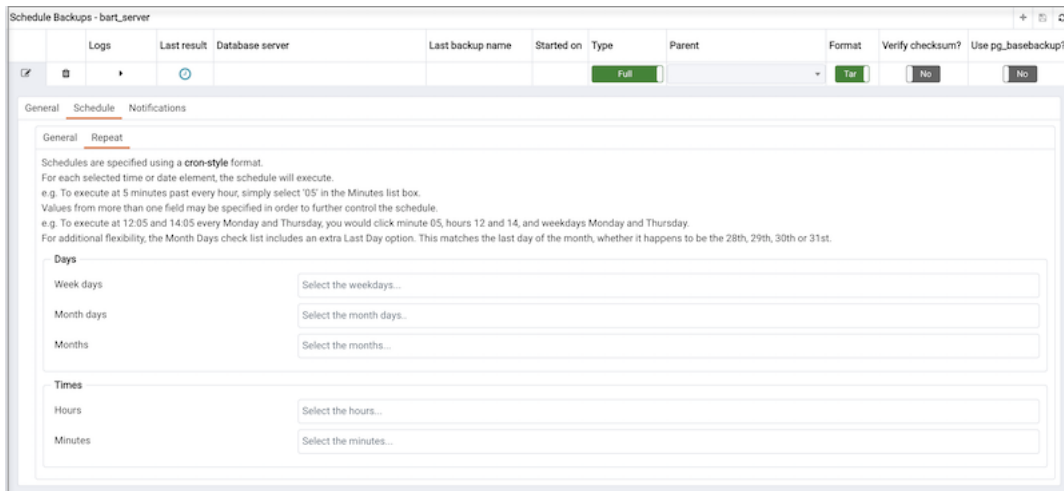 Schedule Backups - bart_server
Logs Last result Database server Last backup name Started on Type Parent Format Verify checksum? Use pg_basebackup?
Full Tar No No
General Schedule Notifications
General Repeat
Schedules are specified using a cron-style format.
For each selected time or date element, the schedule will execute.
e.g. To execute at 5 minutes past every hour, simply select '05' in the Minutes list box.
Values from more than one field may be specified in order to further control the schedule.
e.g. To execute at 12:05 and 14:05 every Monday and Thursday, you would click minute 05, hours 12 and 14, and weekdays Monday and Thursday.
For additional flexibility, the Month Days check list includes an extra Last Day option. This matches the last day of the month, whether it happens to be the 28th, 29th, 30th or 31st.
Days
Week days Select the weekdays...
Month days Select the month days..
Months Select the months...
Times
Hours Select the hours...
Minutes Select the minutes...